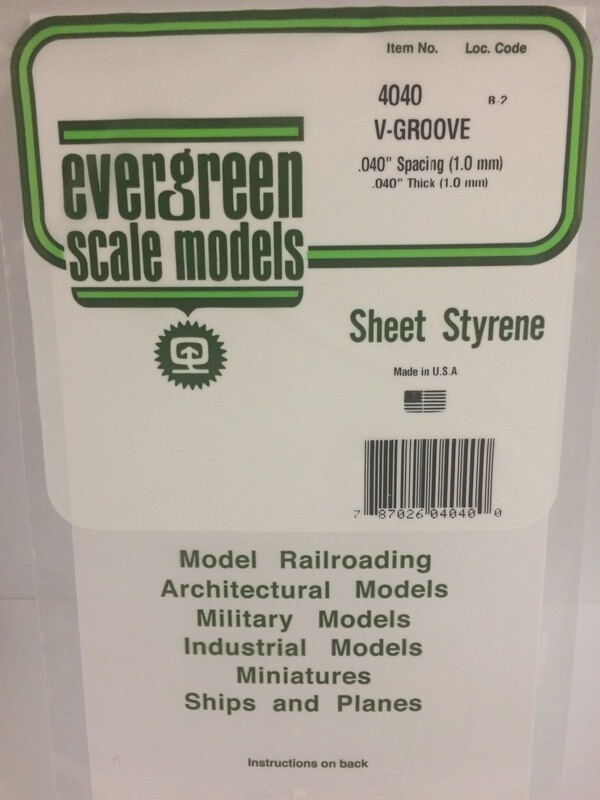 Item No. Loc. Code
4040 B-2
V-GROOVE
.040" Spacing (1.0 mm)
.040" Thick (1.0 mm)
evergreen
scale models
Sheet Styrene
Made in U.S.A
7 87026 04040 0
Model Railroading
Architectural Models
Military Models
Industrial Models
Miniatures
Ships and Planes
Instructions on back